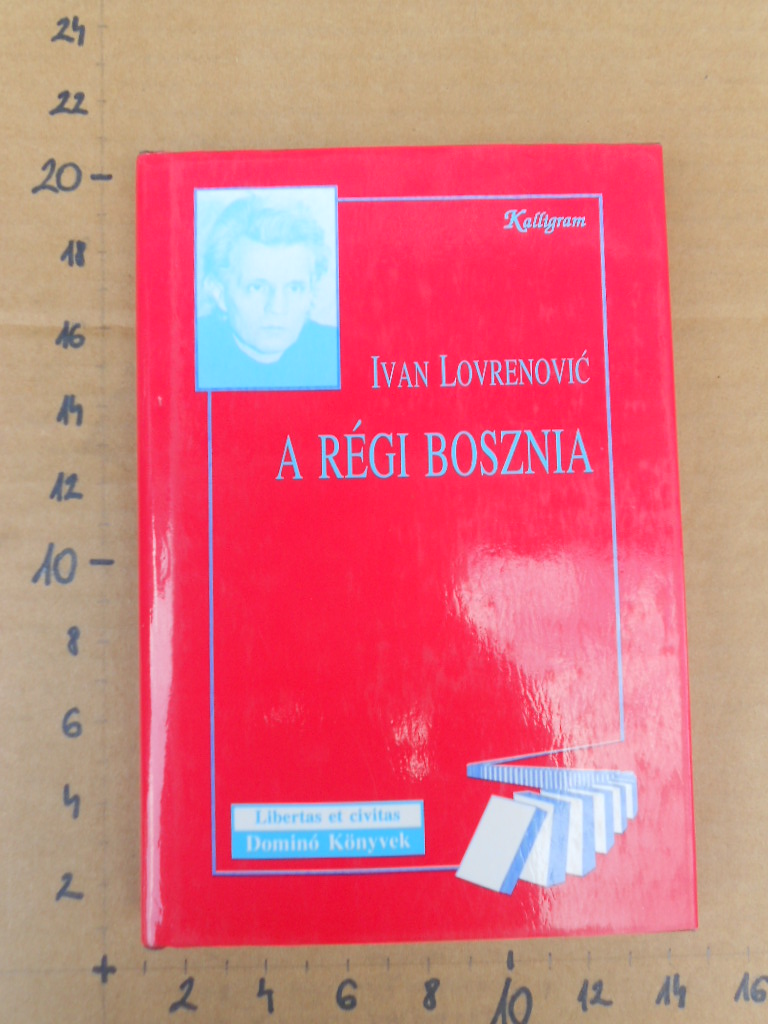 24
22
20
18
16
14
12
10
8
6
4
2
Kalligram
IVAN LOVRENOVIĆ
A RÉGI BOSZNIA
Libertas et civitas
Dominó Könyvek
+
2 4 6 8 10 12 14 16